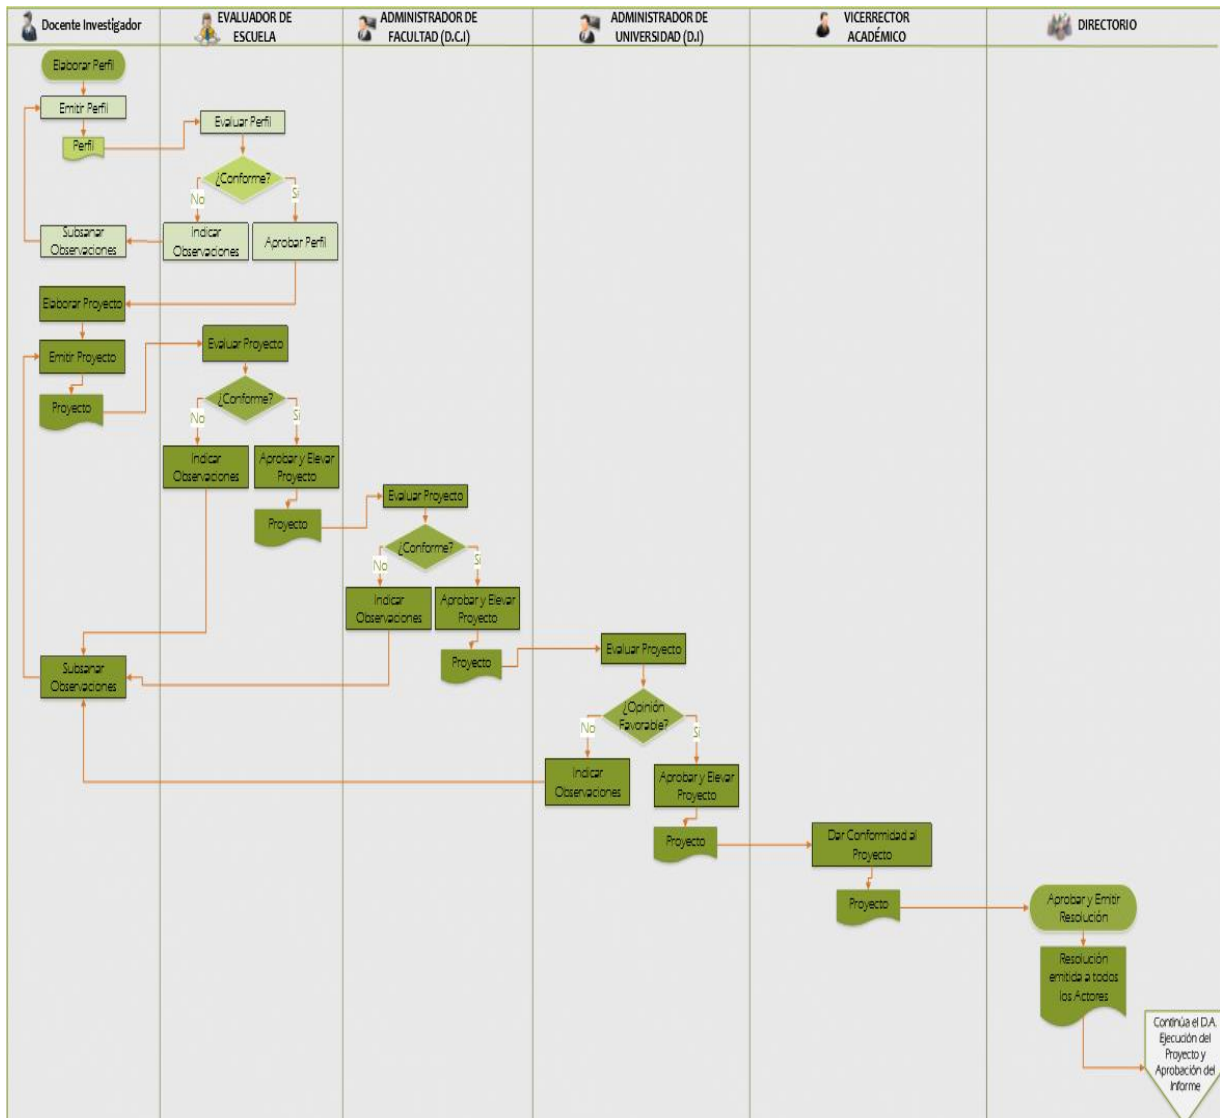 Docente Investigador
EVALUADOR DE
ESCUELA
ADMINISTRADOR DE
FACULTAD (D.C.I)
ADMINISTRADOR DE
UNIVERSIDAD (D.I)
VICERRECTOR
ACADÉMICO
DIRECTORIO
Elaborar Perfil
Emitir Perfil
Perfil
Evaluar Perfil
¿Conforme?
No
Si
Subsanar
Observaciones
Indicar
Observaciones
Aprobar Perfil
Elaborar Proyecto
Emitir Proyecto
Proyecto
Evaluar Proyecto
¿Conforme?
No
Si
Indicar
Observaciones
Aprobar y Elevar
Proyecto
Proyecto
Evaluar Proyecto
¿Conforme?
No
Si
Indicar
Observaciones
Aprobar y Elevar
Proyecto
Proyecto
Evaluar Proyecto
Subsanar
Observaciones
¿Opinión
Favorable?
No
Si
Indicar
Observaciones
Aprobar y Elevar
Proyecto
Proyecto
Dar Conformidad al
Proyecto
Proyecto
Aprobar y Emitir
Resolución
Resolución
emitida a todos
los Actores
Continúa el D.A.
Ejecución del
Proyecto y
Aprobación del
Informe